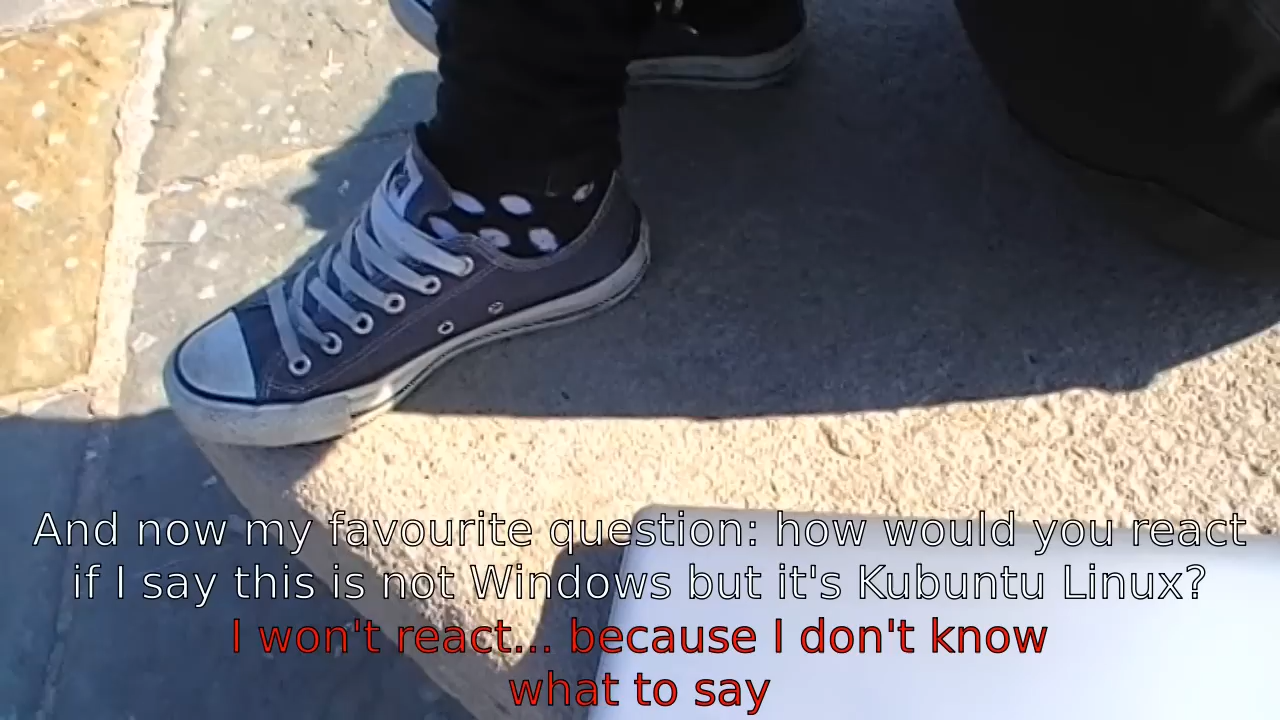 And now my favourite question: how would you react
if I say this is not Windows but it's Kubuntu Linux?
I won't react... because I don't know
what to say